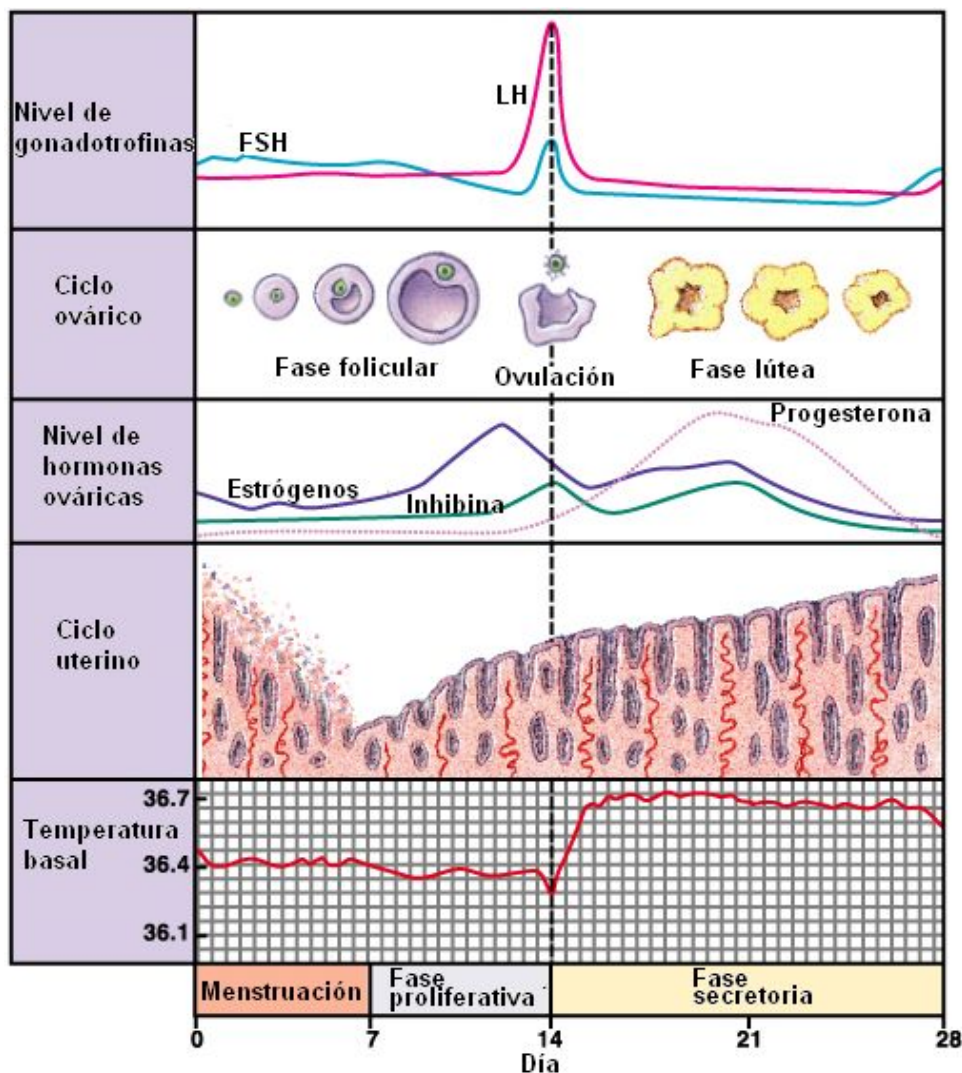 Nivel de
gonadotrofinas
FSH
LH
Ciclo
ovárico
Fase folicular
Ovulación
Fase lútea
Nivel de
hormonas
ováricas
Estrógenos
Inhibina
Progesterona
Ciclo
uterino
Temperatura
basal
36.7
36.4
36.1
Menstruación
Fase
proliferativa
Fase
secretoria
0
7
14
21
28
Día